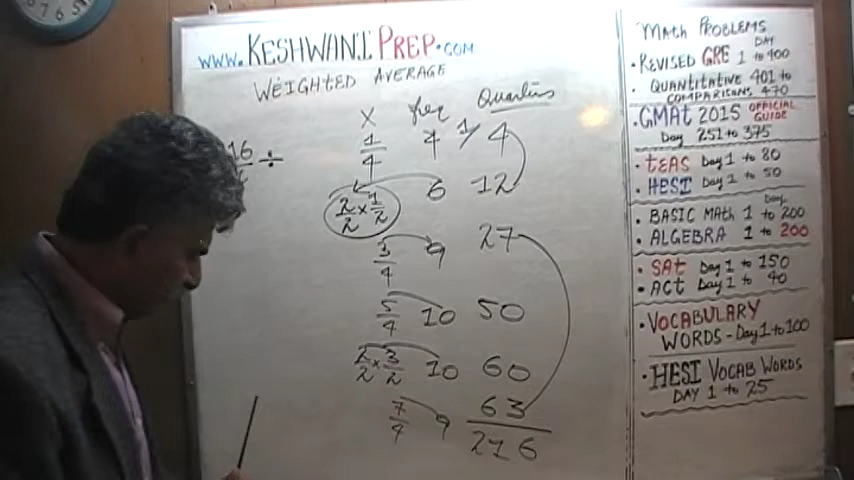 www.KESHWANIPREP.com
WEIGHTED AVERAGE
X freq Quarters
16 ÷
1/4 4 1/ 4
2/2 × 1/2 6 12
3/4 9 27
5/4 10 50
2/2 × 3/2 10 60
7/4 9 63
216
MATH PROBLEMS
• REVISED GRE DAY 1 to 400
• QUANTITATIVE 401 to
COMPARISONS 470
• GMAT 2015 OFFICIAL GUIDE
Day 251 to 375
• TEAS Day 1 to 80
• HESI Day 1 to 50
• BASIC MATH Day 1 to 200
• ALGEBRA 1 to 200
• SAT Day 1 to 150
• ACT Day 1 to 40
• VOCABULARY
WORDS - Day 1 to 100
• HESI VOCAB WORDS
DAY 1 to 25